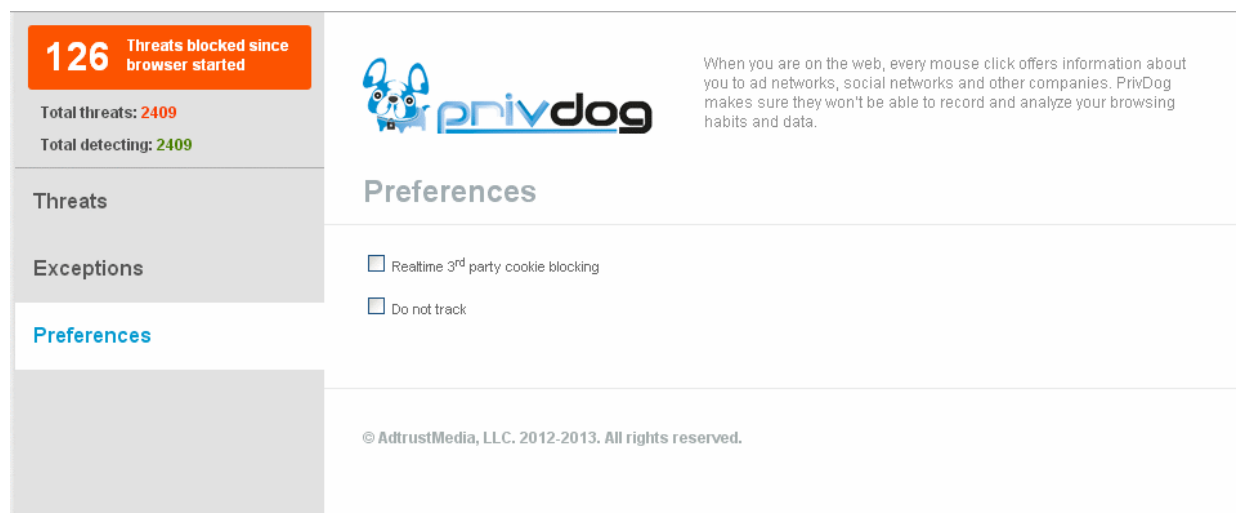 126
Threats blocked since
browser started
Total threats: 2409
Total detecting: 2409
Threats
Exceptions
Preferences
privdog
When you are on the web, every mouse click offers information about
you to ad networks, social networks and other companies. PrivDog
makes sure they won't be able to record and analyze your browsing
habits and data.
Preferences
Realtime 3rd party cookie blocking
Do not track
© AdtrustMedia, LLC. 2012-2013. All rights reserved.